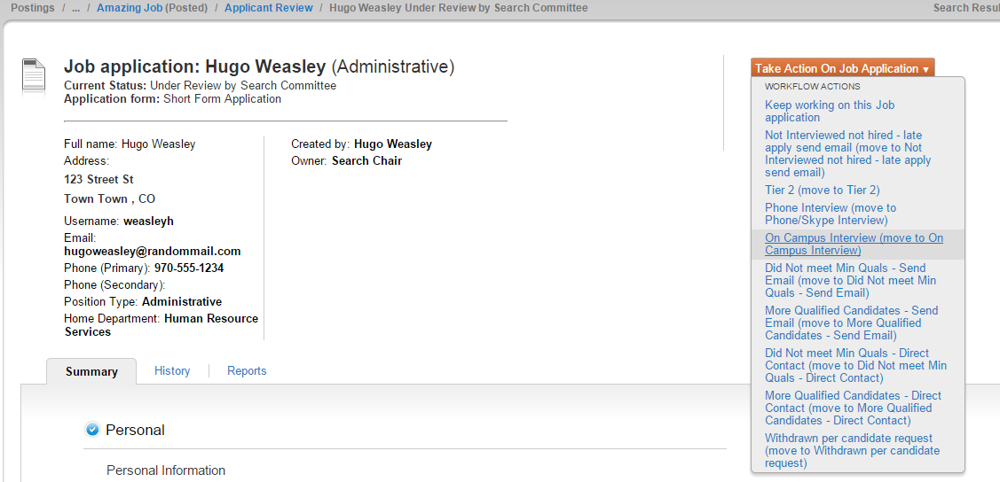 Postings / ... / Amazing Job (Posted) / Applicant Review / Hugo Weasley Under Review by Search Committee
Search Resul
Job application: Hugo Weasley (Administrative)
Current Status: Under Review by Search Committee
Application form: Short Form Application
Full name: Hugo Weasley
Address:
123 Street St
Town Town , CO
Username: weasleyh
Email:
hugoweasley@randommail.com
Phone (Primary): 970-555-1234
Phone (Secondary):
Position Type: Administrative
Home Department: Human Resource
Services
Created by: Hugo Weasley
Owner: Search Chair
Take Action On Job Application ▼
WORKFLOW ACTIONS
Keep working on this Job
application
Not Interviewed not hired - late
apply send email (move to Not
Interviewed not hired - late apply
send email)
Tier 2 (move to Tier 2)
Phone Interview (move to
Phone/Skype Interview)
On Campus Interview (move to On
Campus Interview)
Did Not meet Min Quals - Send
Email (move to Did Not meet Min
Quals - Send Email)
More Qualified Candidates - Send
Email (move to More Qualified
Candidates - Send Email)
Did Not meet Min Quals - Direct
Contact (move to Did Not meet Min
Quals - Direct Contact)
More Qualified Candidates - Direct
Contact (move to More Qualified
Candidates - Direct Contact)
Withdrawn per candidate request
(move to Withdrawn per candidate
request)
Summary
History
Reports
Personal
Personal Information